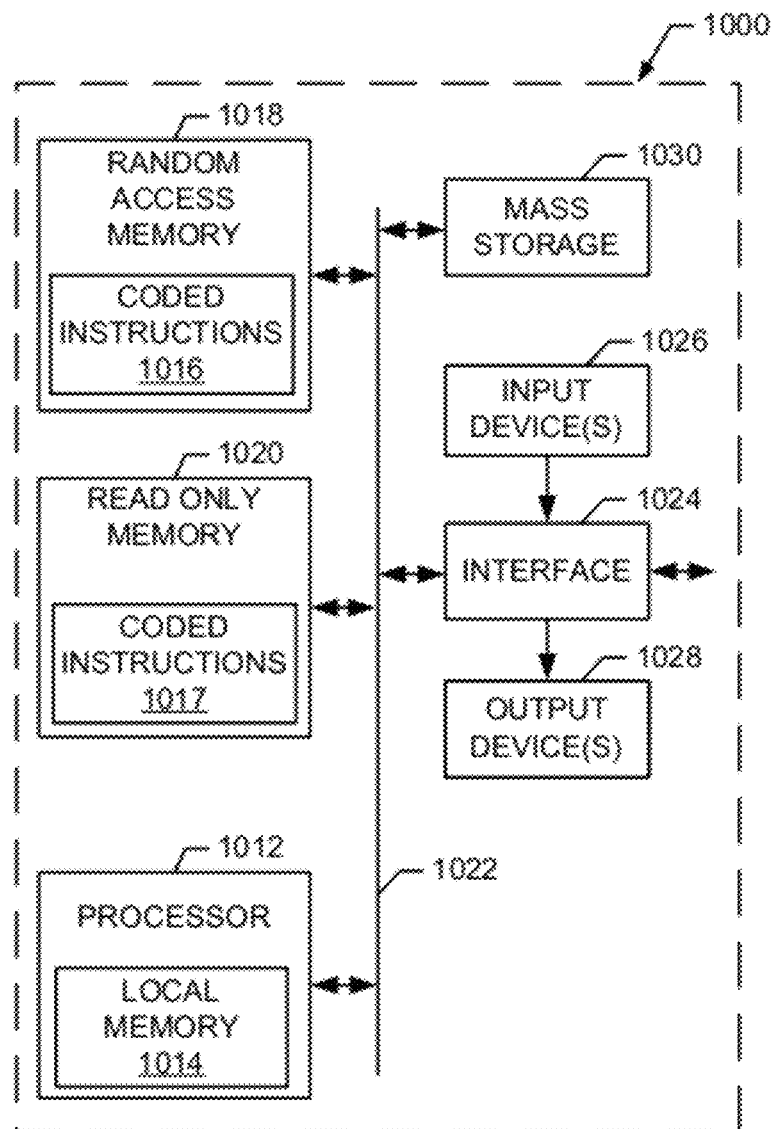 1000
1018
RANDOM
ACCESS
MEMORY
CODED
INSTRUCTIONS
1016
1030
MASS
STORAGE
1026
INPUT
DEVICE(S)
1020
READ ONLY
MEMORY
CODED
INSTRUCTIONS
1017
1024
INTERFACE
1028
OUTPUT
DEVICE(S)
1012
PROCESSOR
LOCAL
MEMORY
1014
1022